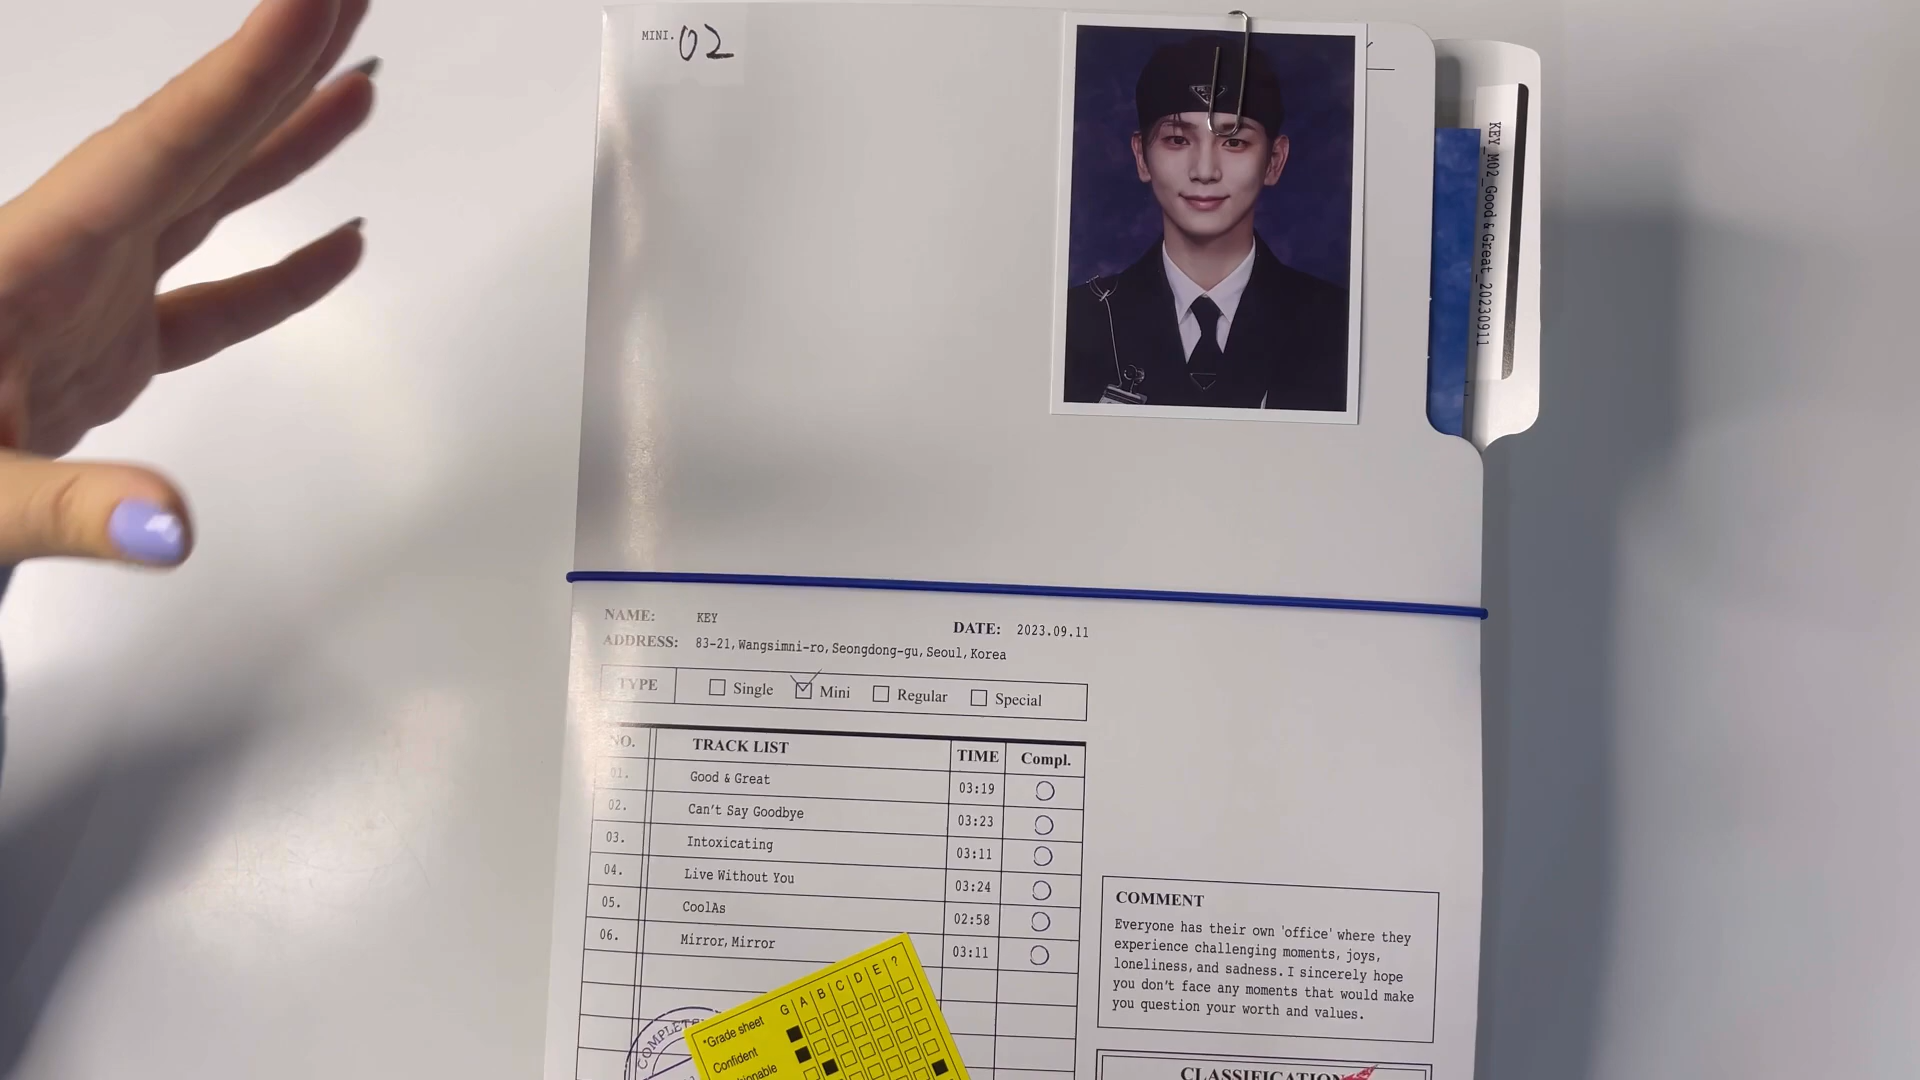 MINI. 02
KEY_M02_Good & Great_20230911
NAME: KEY
DATE: 2023.09.11
ADDRESS: 83-21,Wangsimni-ro,Seongdong-gu,Seoul,Korea
TYPE Single Mini Regular Special
NO. TRACK LIST TIME Compl.
01. Good & Great 03:19
02. Can't Say Goodbye 03:23
03. Intoxicating 03:11
04. Live Without You 03:24
05. CoolAs 02:58
06. Mirror, Mirror 03:11
COMMENT
Everyone has their own 'office' where they
experience challenging moments, joys,
loneliness, and sadness. I sincerely hope
you don't face any moments that would make
you question your worth and values.
*Grade sheet G A B C D E ?
Confident
CLASSIFICATION